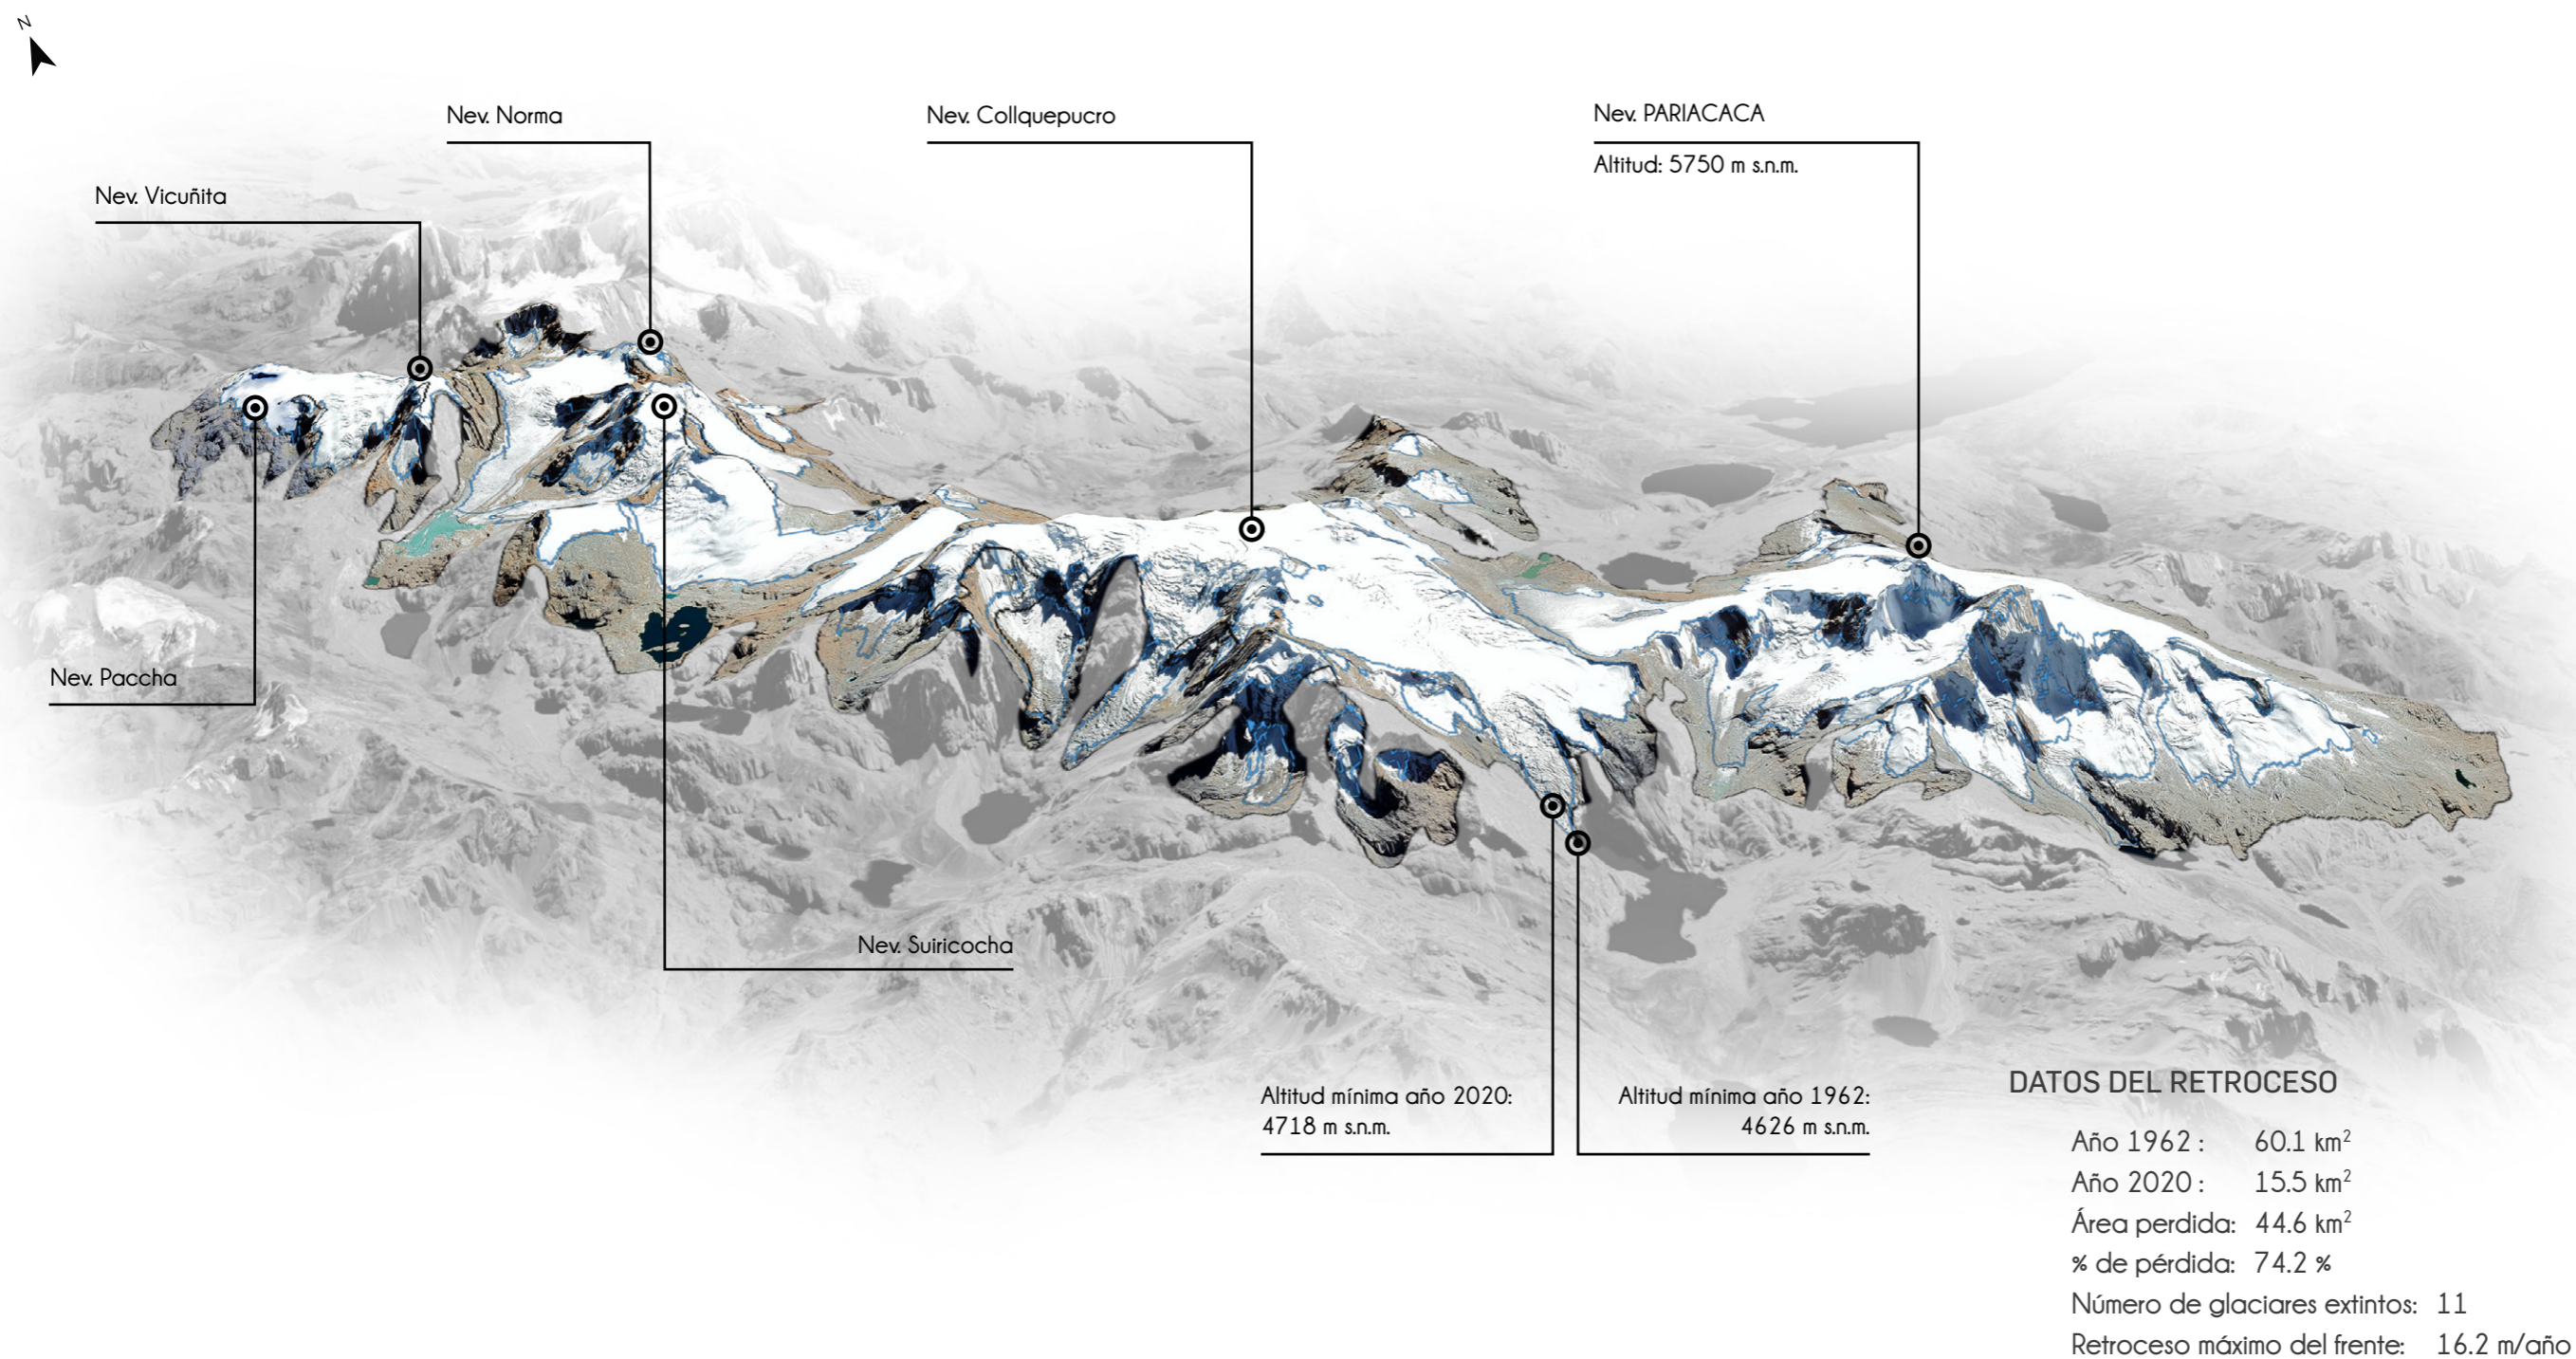 N
Nev. Norma
Nev. Collquepucro
Nev. PARIACACA
Altitud: 5750 m s.n.m.
Nev. Vicuñita
Nev. Paccha
Nev. Suiricocha
Altitud mínima año 2020:
4718 m s.n.m.
Altitud mínima año 1962:
4626 m s.n.m.
DATOS DEL RETROCESO
Año 1962 : 60.1 km²
Año 2020 : 15.5 km²
Área perdida: 44.6 km²
% de pérdida: 74.2 %
Número de glaciares extintos: 11
Retroceso máximo del frente: 16.2 m/año